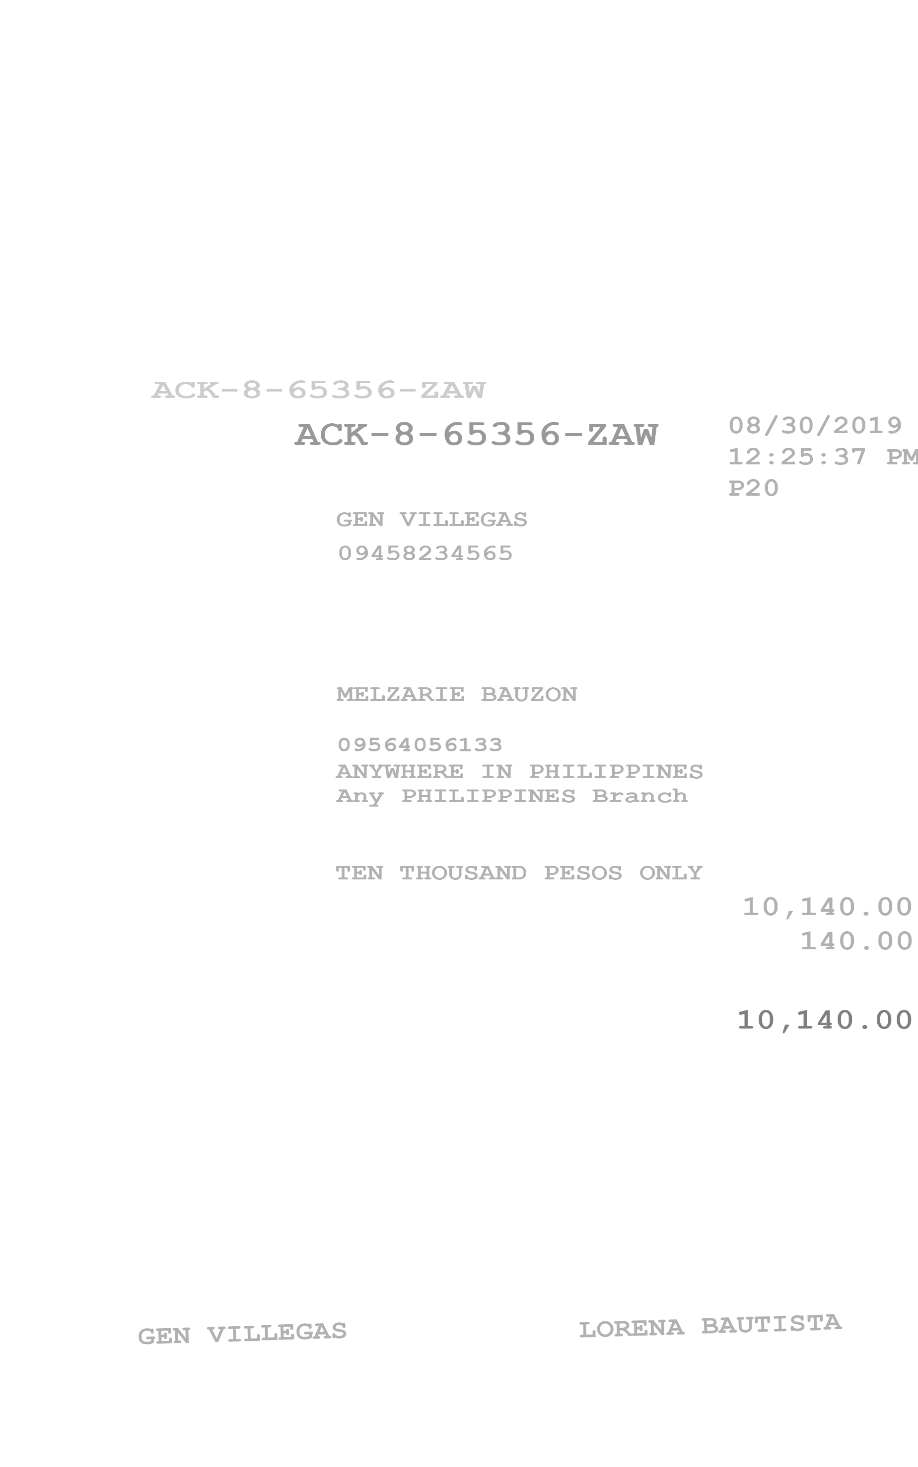 ACK-8-65356-ZAW
ACK-8-65356-ZAW
08/30/2019
12:25:37 PM
P20
GEN VILLEGAS
09458234565
MELZARIE BAUZON
09564056133
ANYWHERE IN PHILIPPINES
Any PHILIPPINES Branch
TEN THOUSAND PESOS ONLY
10,140.00
140.00
10,140.00
GEN VILLEGAS
LORENA BAUTISTA